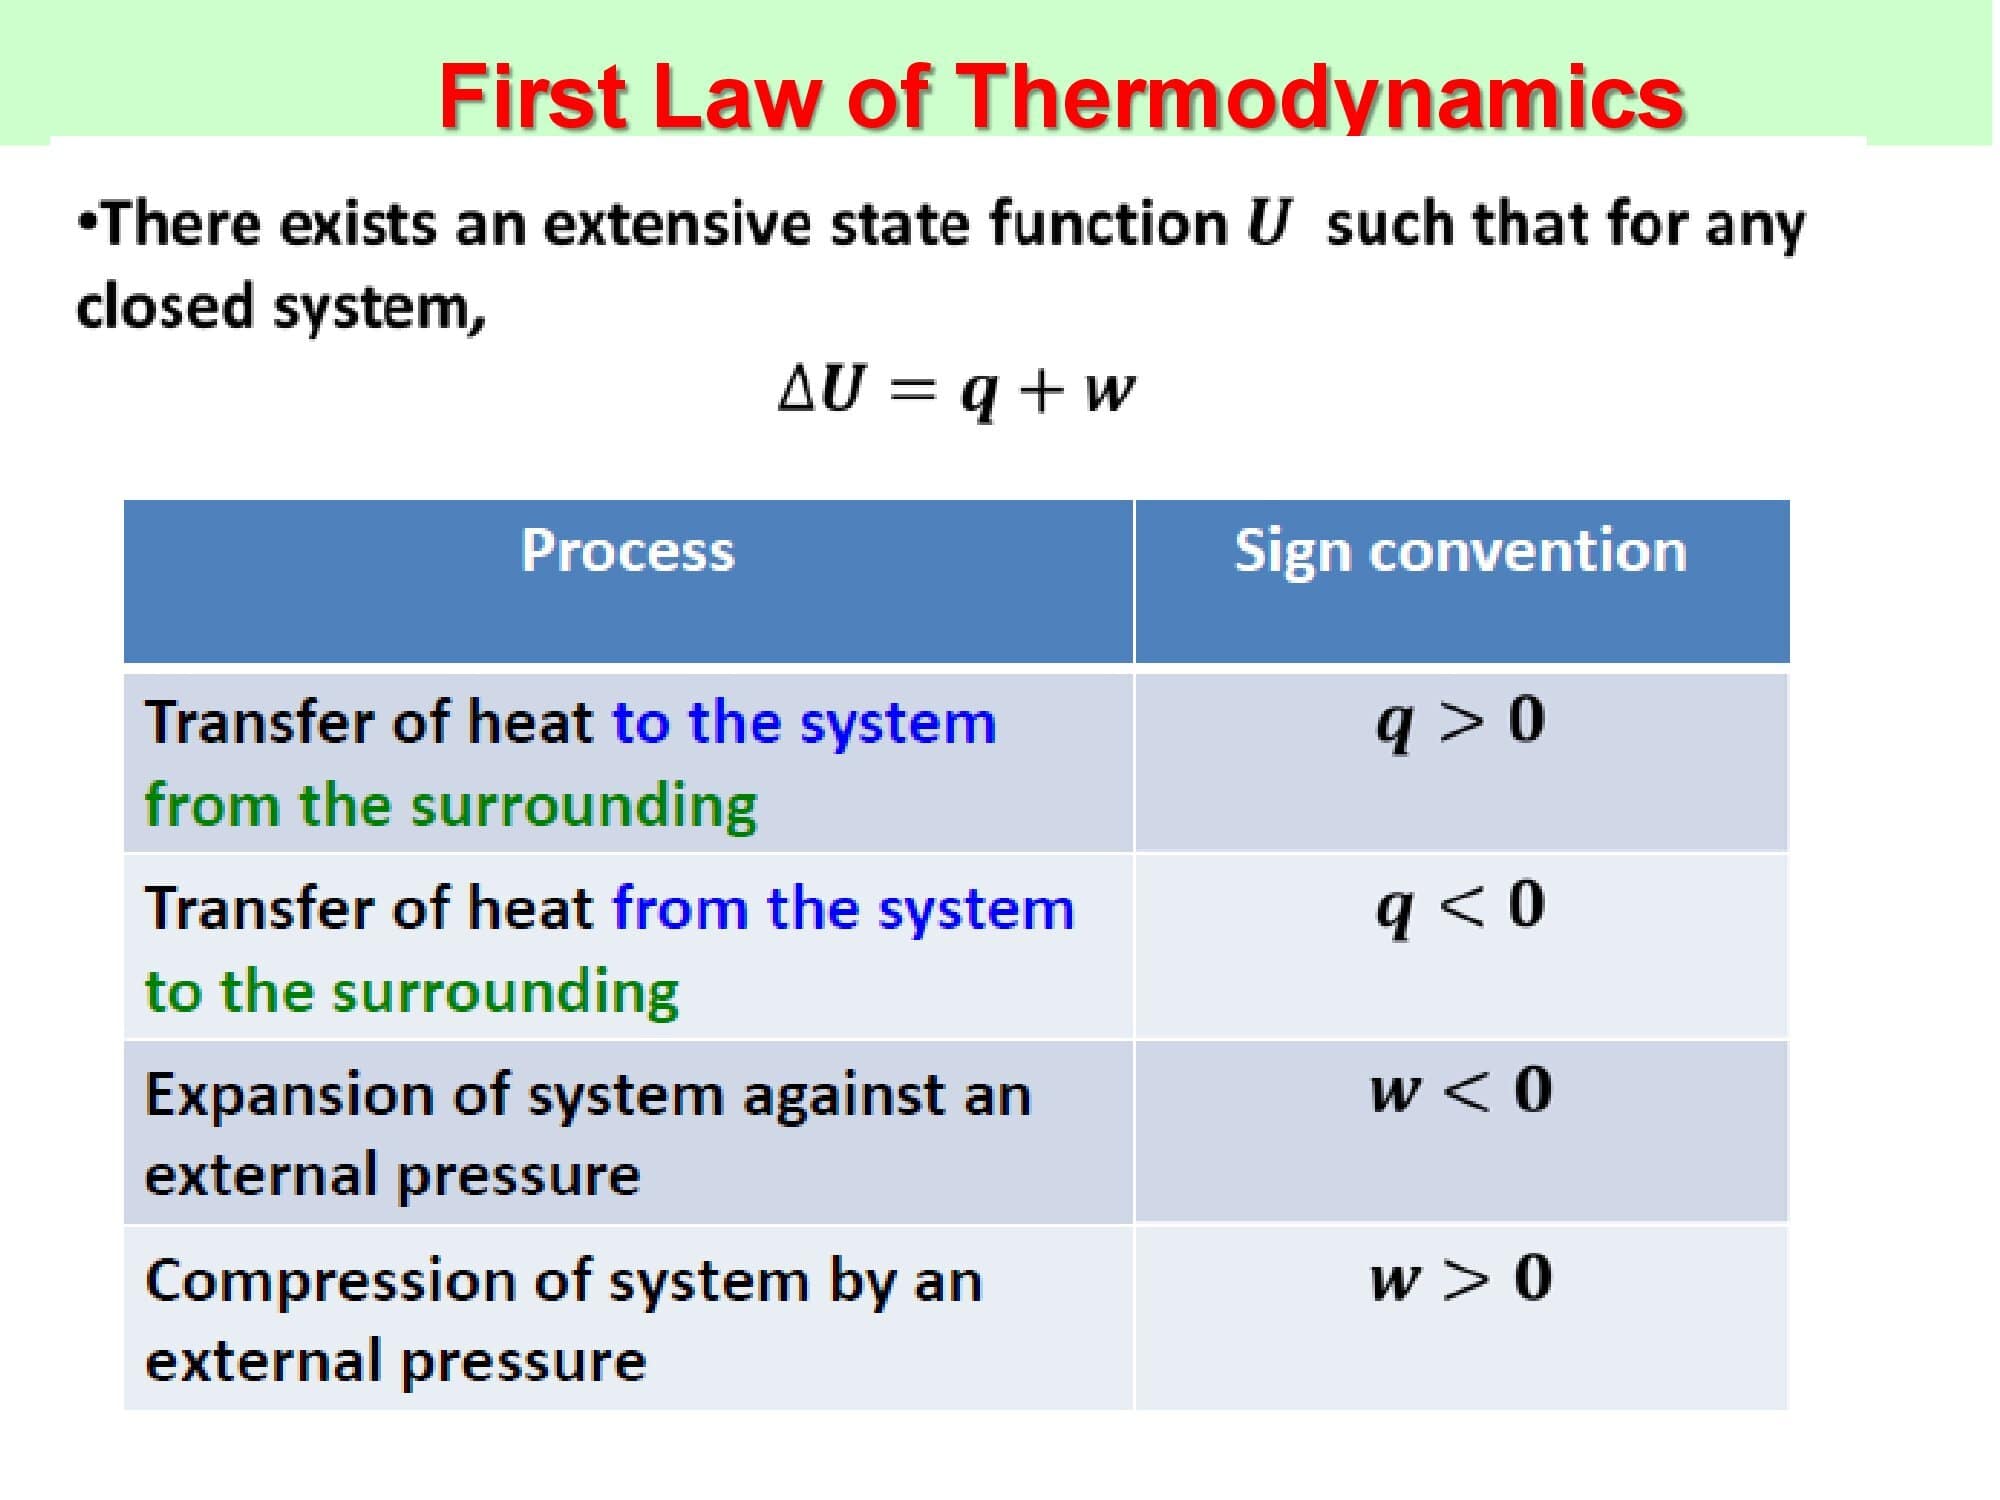 First Law of Thermodynamics
•There exists an extensive state function U such that for any
closed system,
ΔU = q + w
Process Sign convention
Transfer of heat to the system q > 0
from the surrounding
Transfer of heat from the system q < 0
to the surrounding
Expansion of system against an w < 0
external pressure
Compression of system by an w > 0
external pressure